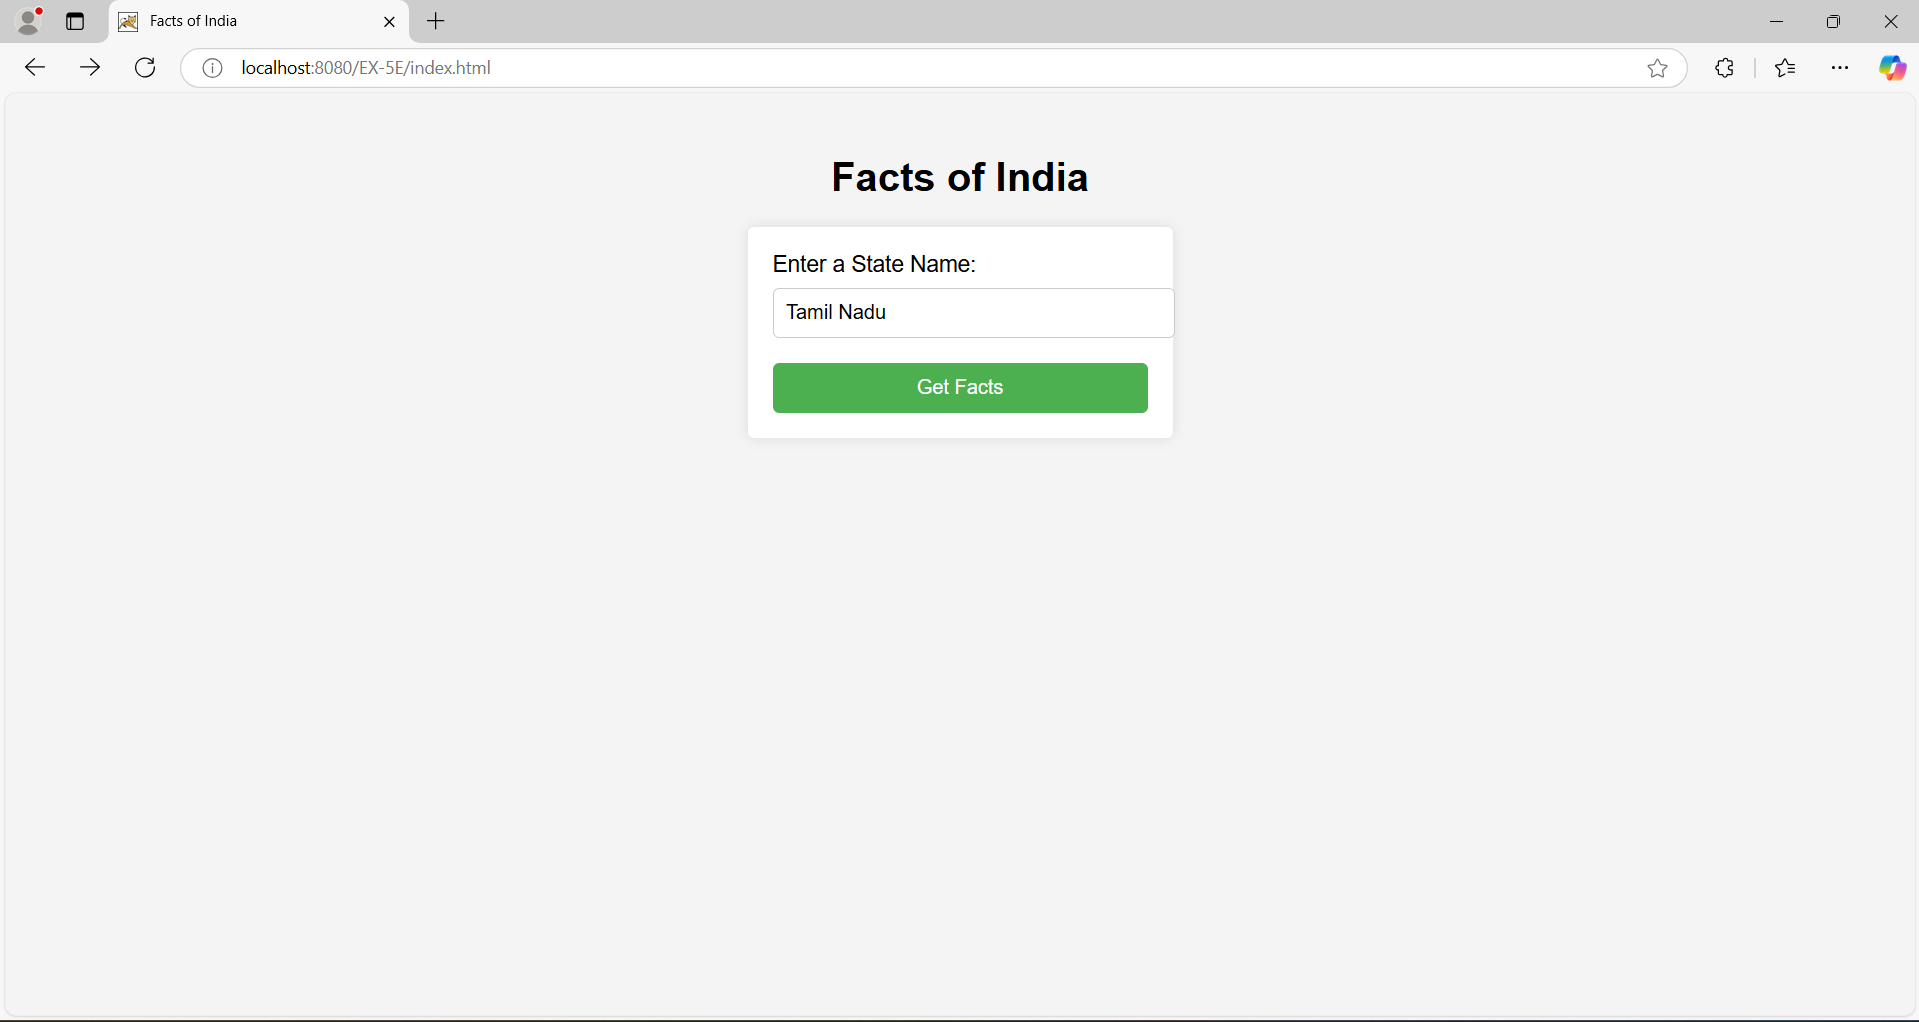 Facts of India
localhost:8080/EX-5E/index.html
Facts of India
Enter a State Name:
Tamil Nadu
Get Facts